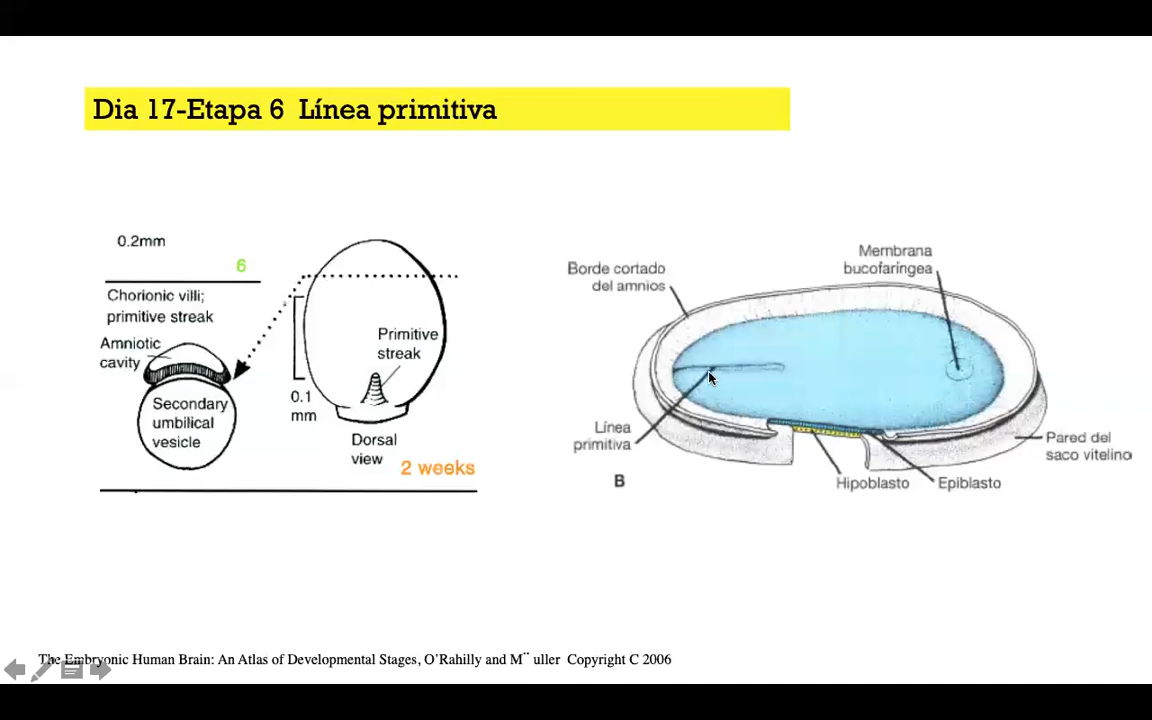 Dia 17-Etapa 6 Línea primitiva
0.2mm
6
Chorionic villi;
primitive streak
Amniotic
cavity
Secondary
umbilical
vesicle
0.1
mm
Primitive
streak
Dorsal
view
2 weeks
Borde cortado
del amnios
Membrana
bucofaríngea
Línea
primitiva
B
Hipoblasto
Epiblasto
Pared del
saco vitelino
The Embryonic Human Brain: An Atlas of Developmental Stages, O’Rahilly and M¨ uller Copyright C 2006